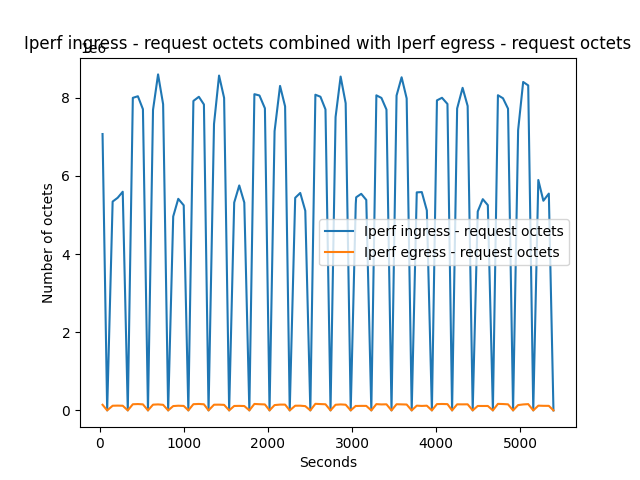 Iperf ingress - request octets combined with Iperf egress - request octets
1e6
8
6
4
2
0
Number of octets
Iperf ingress - request octets
Iperf egress - request octets
0 1000 2000 3000 4000 5000
Seconds